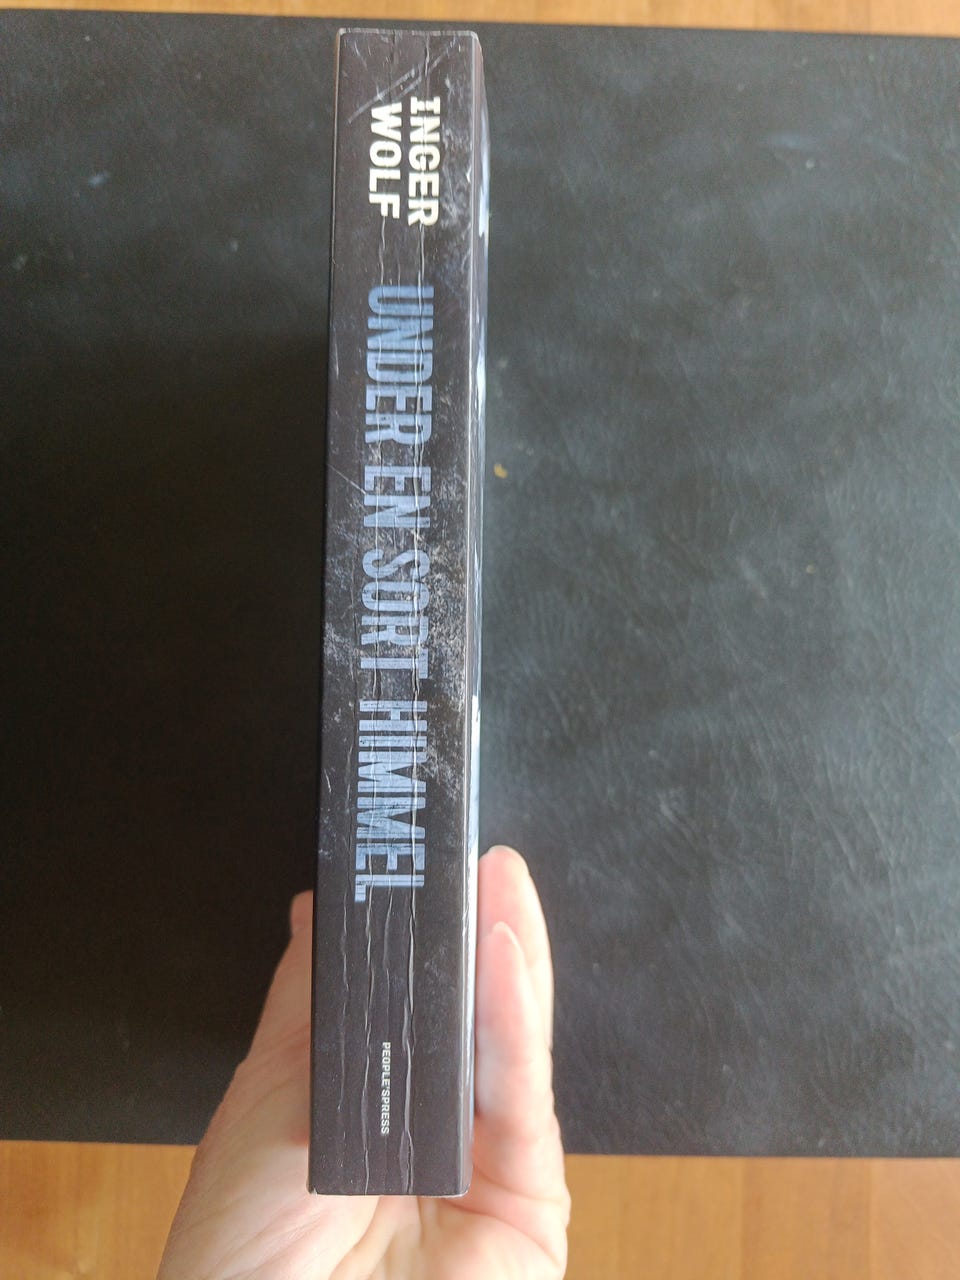 INGER
WOLF
UNDER EN SORT HIMMEL
PEOPLE'SPRESS